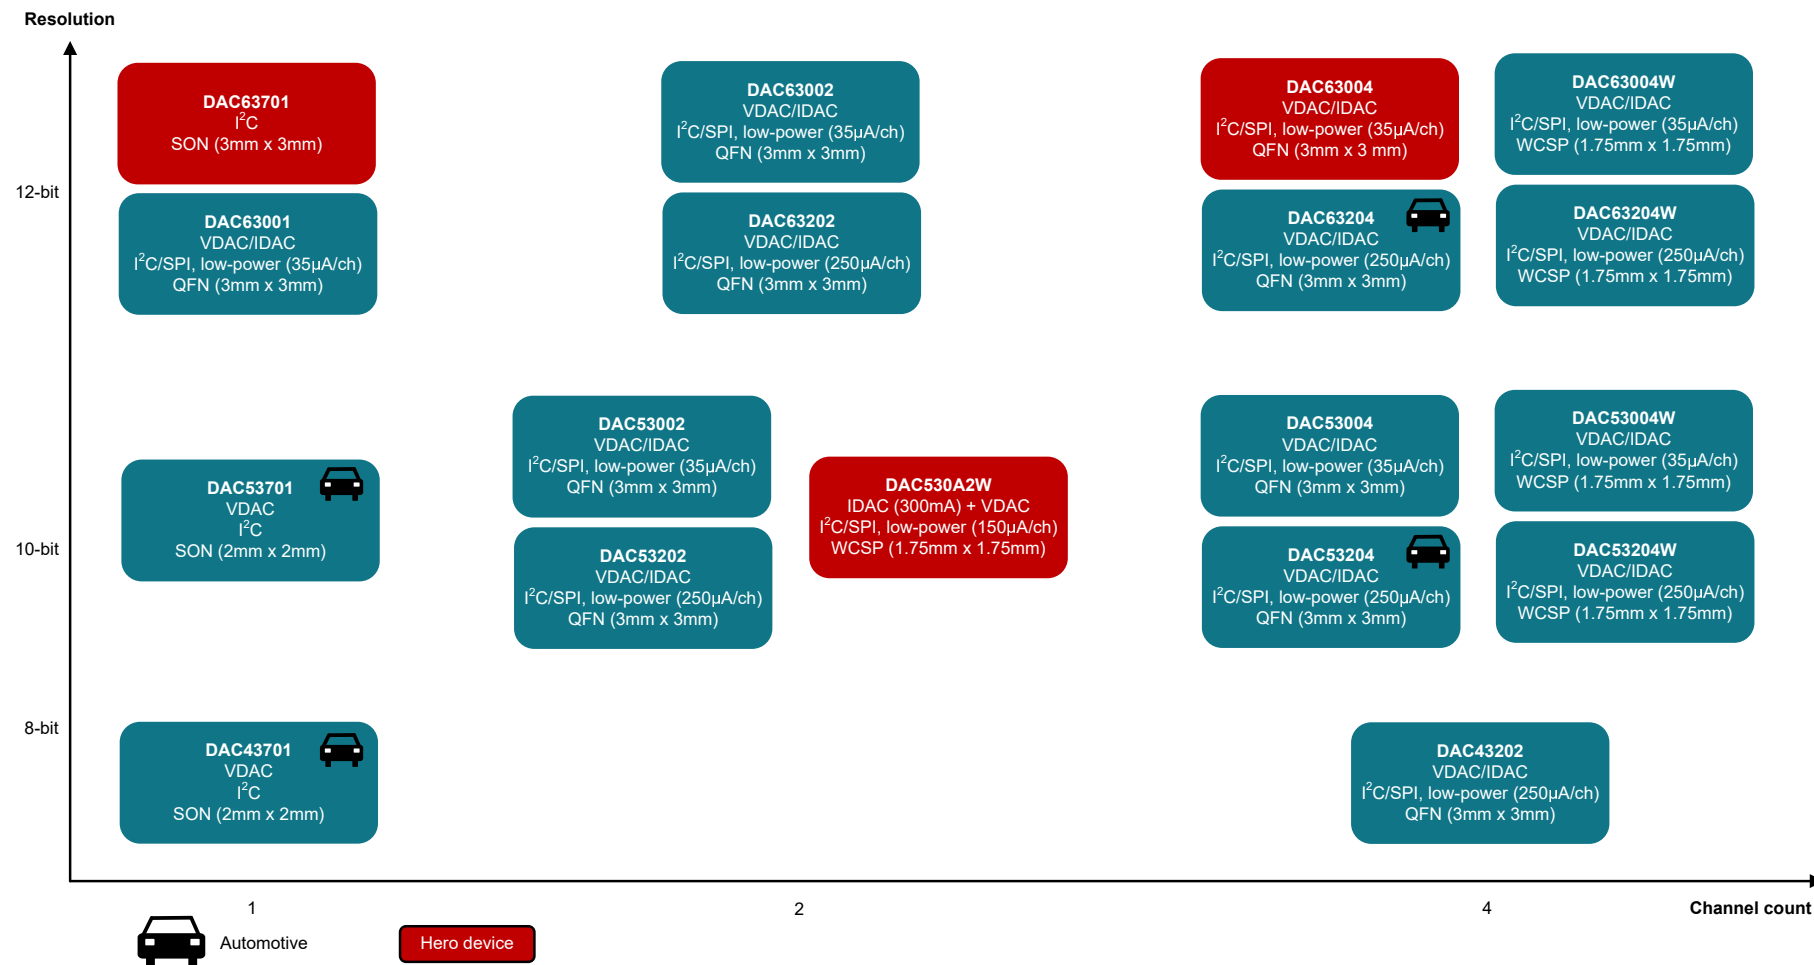 Resolution
DAC63701
I²C
SON (3mm x 3mm)
DAC63002
VDAC/IDAC
I²C/SPI, low-power (35µA/ch)
QFN (3mm x 3mm)
DAC63004
VDAC/IDAC
I²C/SPI, low-power (35µA/ch)
QFN (3mm x 3 mm)
DAC63004W
VDAC/IDAC
I²C/SPI, low-power (35µA/ch)
WCSP (1.75mm x 1.75mm)
12-bit
DAC63001
VDAC/IDAC
I²C/SPI, low-power (35µA/ch)
QFN (3mm x 3mm)
DAC63202
VDAC/IDAC
I²C/SPI, low-power (250µA/ch)
QFN (3mm x 3mm)
DAC63204
VDAC/IDAC
I²C/SPI, low-power (250µA/ch)
QFN (3mm x 3mm)
DAC63204W
VDAC/IDAC
I²C/SPI, low-power (250µA/ch)
WCSP (1.75mm x 1.75mm)
DAC53002
VDAC/IDAC
I²C/SPI, low-power (35µA/ch)
QFN (3mm x 3mm)
DAC53004
VDAC/IDAC
I²C/SPI, low-power (35µA/ch)
QFN (3mm x 3mm)
DAC53004W
VDAC/IDAC
I²C/SPI, low-power (35µA/ch)
WCSP (1.75mm x 1.75mm)
DAC53701
VDAC
I²C
SON (2mm x 2mm)
DAC530A2W
IDAC (300mA) + VDAC
I²C/SPI, low-power (150µA/ch)
WCSP (1.75mm x 1.75mm)
10-bit
DAC53202
VDAC/IDAC
I²C/SPI, low-power (250µA/ch)
QFN (3mm x 3mm)
DAC53204
VDAC/IDAC
I²C/SPI, low-power (250µA/ch)
QFN (3mm x 3mm)
DAC53204W
VDAC/IDAC
I²C/SPI, low-power (250µA/ch)
WCSP (1.75mm x 1.75mm)
8-bit
DAC43701
VDAC
I²C
SON (2mm x 2mm)
DAC43202
VDAC/IDAC
I²C/SPI, low-power (250µA/ch)
QFN (3mm x 3mm)
1
2
4
Channel count
Automotive
Hero device